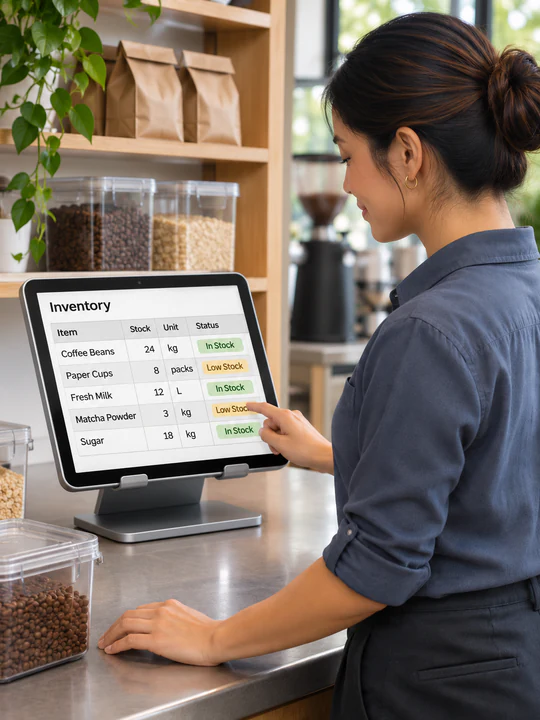 Inventory
Item Stock Unit Status
Coffee Beans 24 kg In Stock
Paper Cups 8 packs Low Stock
Fresh Milk 12 L In Stock
Matcha Powder 3 kg Low Stock
Sugar 18 kg In Stock